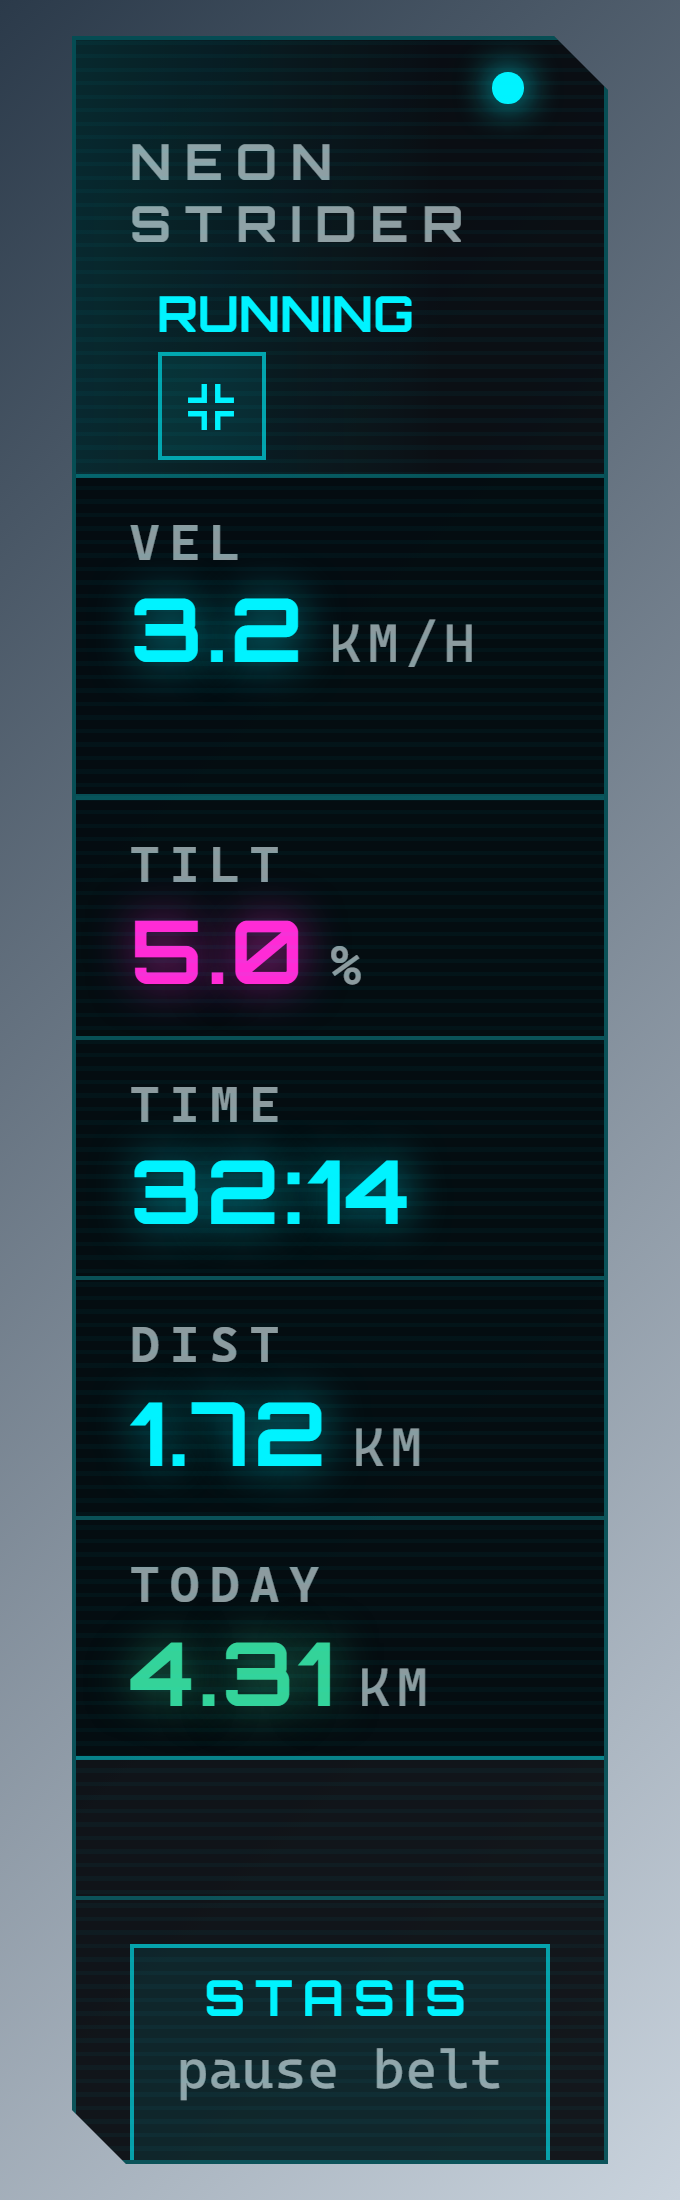 NEON
STRIDER
RUNNING
VEL
3.2 KM/H
TILT
5.0 %
TIME
32:14
DIST
1.72 KM
TODAY
4.31 KM
STASIS
pause belt